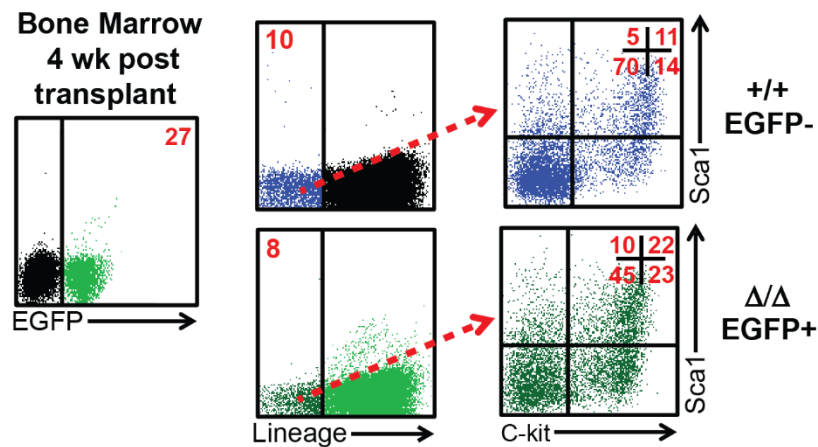 Bone Marrow
4 wk post
transplant
27
EGFP
10
5 11
70 14
Sca1
+/+
EGFP-
8
Lineage
10 22
45 23
Sca1
C-kit
Δ/Δ
EGFP+